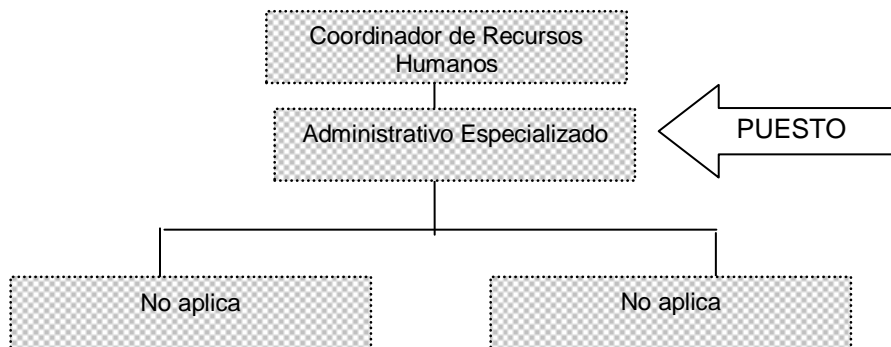 Coordinador de Recursos
Humanos
Administrativo Especializado
PUESTO
No aplica
No aplica